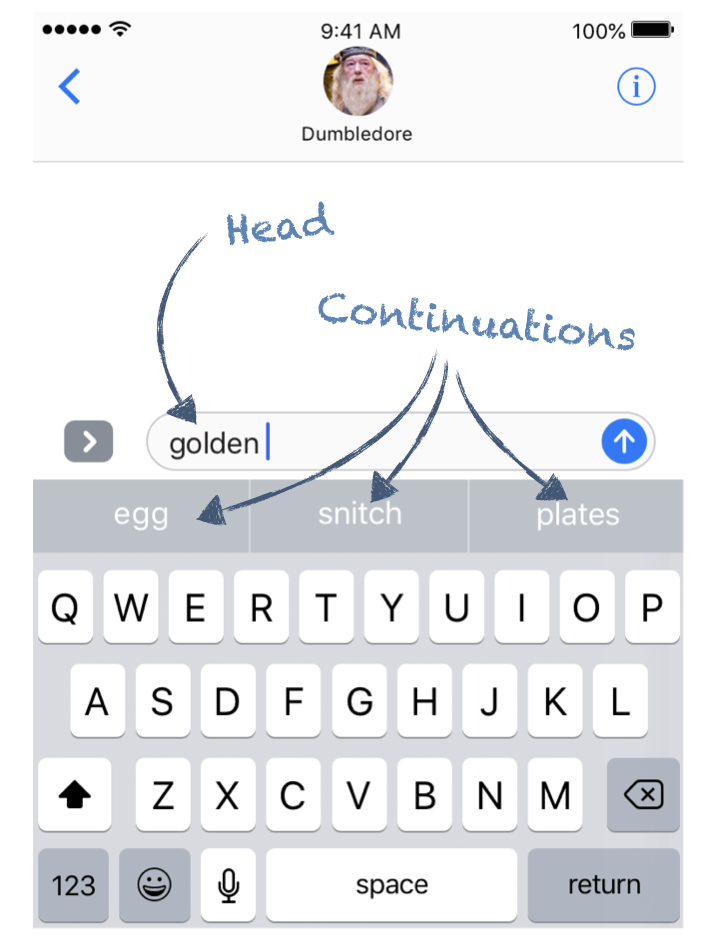 9:41 AM 100%
Dumbledore
Head
Continuations
golden
egg snitch plates
Q W E R T Y U I O P
A S D F G H J K L
Z X C V B N M
123 space return